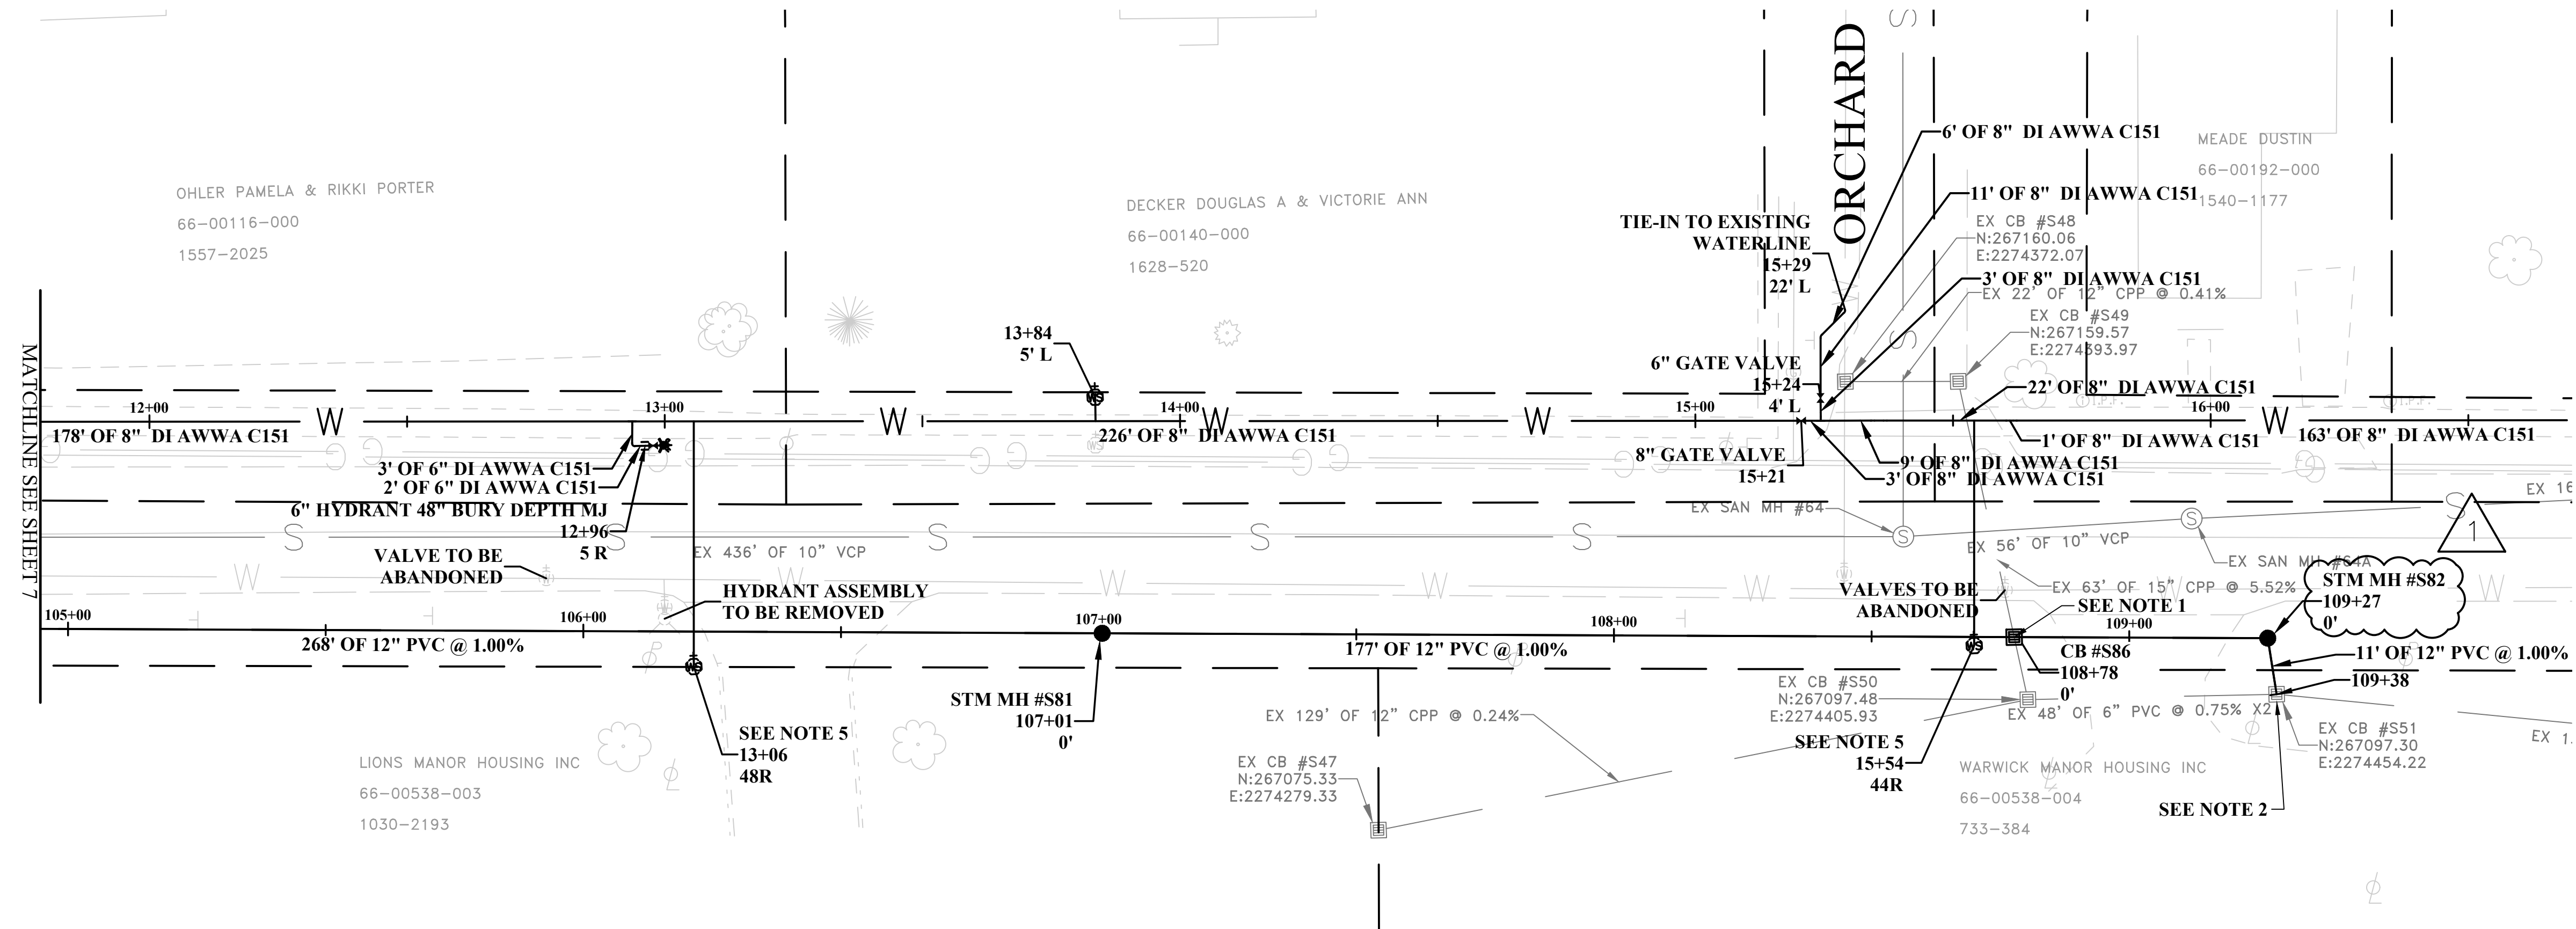 MATCHLINE SEE SHEET 7
OHLER PAMELA & RIKKI PORTER
66-00116-000
1557-2025
DECKER DOUGLAS A & VICTORIE ANN
66-00140-000
1628-520
ORCHARD
S
6' OF 8" DI AWWA C151
MEADE DUSTIN
66-00192-000
1540-1177
11' OF 8" DI AWWA C151
TIE-IN TO EXISTING
WATERLINE
15+29
22' L
EX CB #S48
N:267160.06
E:2274372.07
3' OF 8" DI AWWA C151
EX 22' OF 12" CPP @ 0.41%
EX CB #S49
N:267159.57
E:2274393.97
S
13+84
5' L
WS
WS
6" GATE VALVE
15+24
4' L
22' OF 8" DI AWWA C151
I.P.F.
I.P.F.
12+00
13+00
14+00
15+00
16+00
W
W
W
W
W
178' OF 8" DI AWWA C151
226' OF 8" DI AWWA C151
1' OF 8" DI AWWA C151
163' OF 8" DI AWWA C151
G
G
G
G
G
G
G
G
G
3' OF 6" DI AWWA C151
2' OF 6" DI AWWA C151
6" HYDRANT 48" BURY DEPTH MJ
12+96
5 R
8" GATE VALVE
15+21
9' OF 8" DI AWWA C151
3' OF 8" DI AWWA C151
EX SAN MH #64
EX 16
S
S
S
S
S
S
S
S
1
EX 436' OF 10" VCP
EX 56' OF 10" VCP
EX SAN MH #64A
VALVE TO BE
ABANDONED
HYDRANT ASSEMBLY
TO BE REMOVED
VALVES TO BE
ABANDONED
EX 63' OF 15" CPP @ 5.52%
SEE NOTE 1
STM MH #S82
109+27
0'
W
W
W
W
W
W
105+00
106+00
107+00
108+00
109+00
268' OF 12" PVC @ 1.00%
177' OF 12" PVC @ 1.00%
11' OF 12" PVC @ 1.00%
109+38
WS
WS
CB #S86
108+78
0'
STM MH #S81
107+01
0'
EX CB #S50
N:267097.48
E:2274405.93
EX 48' OF 6" PVC @ 0.75% X2
EX 129' OF 12" CPP @ 0.24%
SEE NOTE 5
13+06
48R
SEE NOTE 5
15+54
44R
EX CB #S51
N:267097.30
E:2274454.22
EX 1
EX CB #S47
N:267075.33
E:2274279.33
LIONS MANOR HOUSING INC
66-00538-003
1030-2193
WARWICK MANOR HOUSING INC
66-00538-004
733-384
SEE NOTE 2